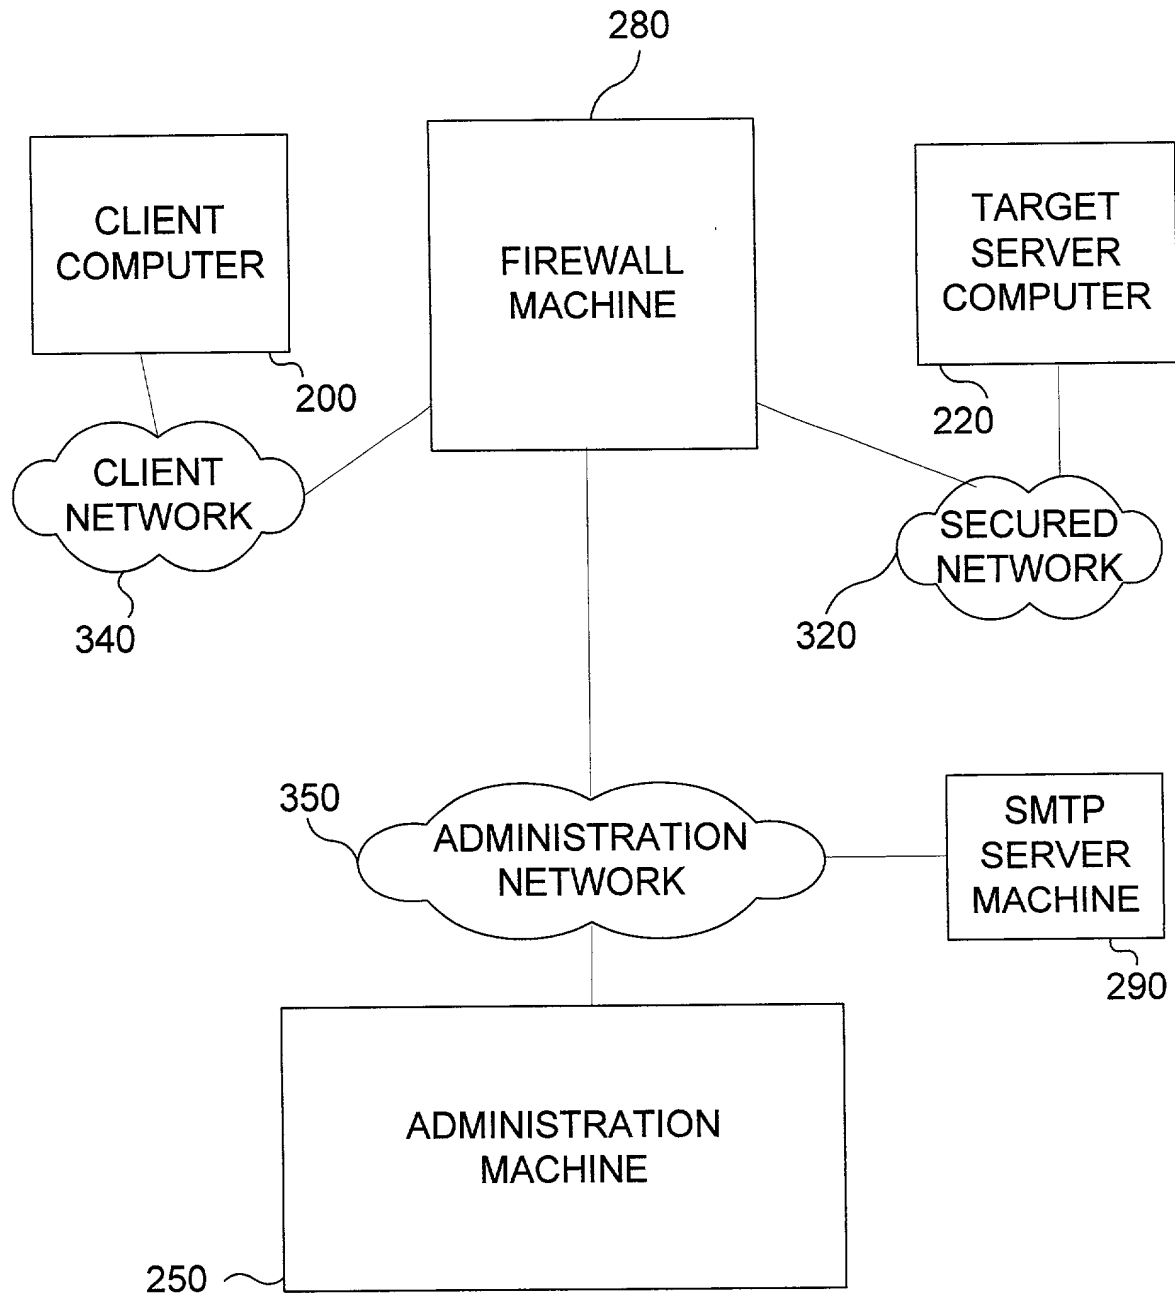 280
CLIENT
COMPUTER
200
FIREWALL
MACHINE
TARGET
SERVER
COMPUTER
220
CLIENT
NETWORK
340
SECURED
NETWORK
320
350
ADMINISTRATION
NETWORK
SMTP
SERVER
MACHINE
290
ADMINISTRATION
MACHINE
250